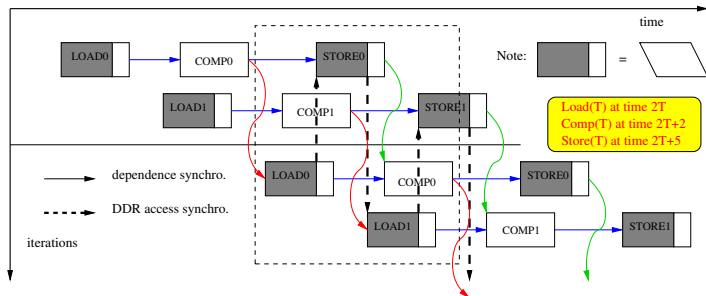 time
LOAD0
COMP0
STORE0
Note:
=
LOAD1
COMP1
STORE1
Load(T) at time 2T
Comp(T) at time 2T+2
Store(T) at time 2T+5
dependence synchro.
LOAD0
COMP0
STORE0
DDR access synchro.
LOAD1
COMP1
STORE1
iterations